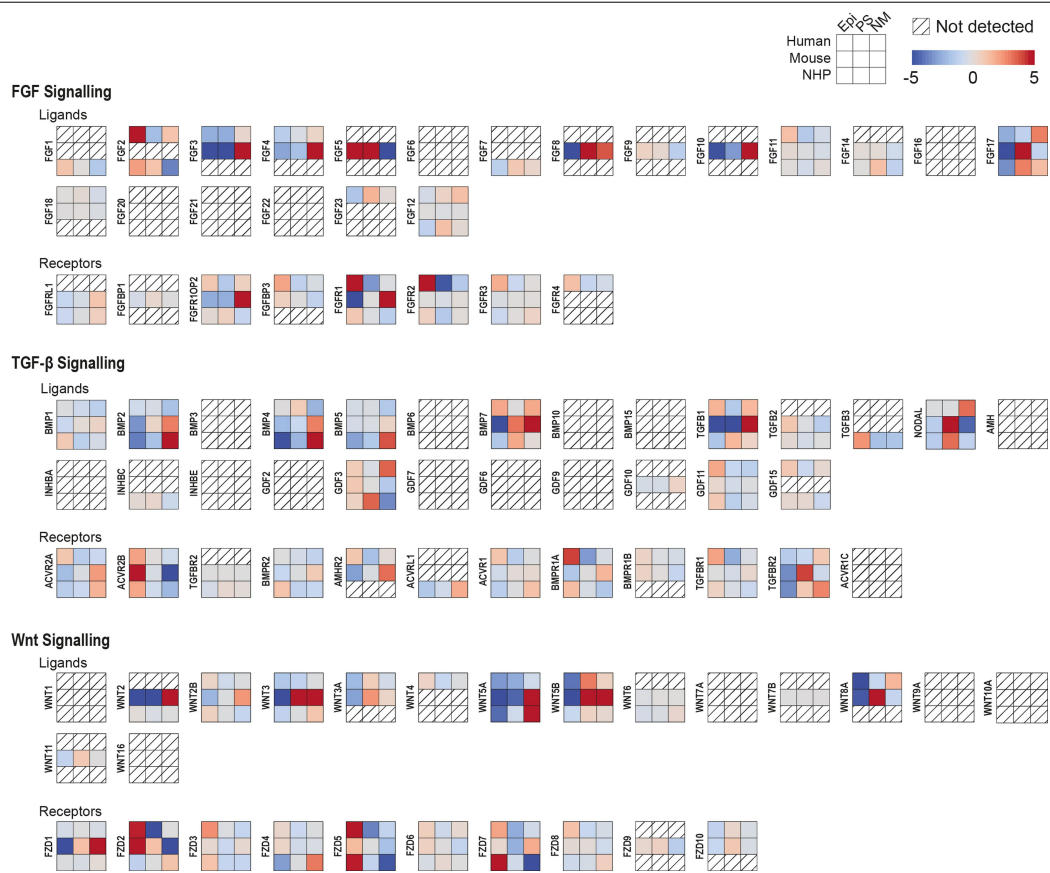 Epi PS NM
Not detected
Human
Mouse
NHP
-5 0 5
FGF Signalling
Ligands
FGF1 FGF2 FGF3 FGF4 FGF5 FGF6 FGF7 FGF8 FGF9 FGF10 FGF11 FGF14 FGF16 FGF17
FGF18 FGF20 FGF21 FGF22 FGF23 FGF12
Receptors
FGFRL1 FGFBP1 FGFR1OP2 FGFBP3 FGFR1 FGFR2 FGFR3 FGFR4
TGF-β Signalling
Ligands
BMP1 BMP2 BMP3 BMP4 BMP5 BMP6 BMP7 BMP10 BMP15 TGFB1 TGFB2 TGFB3 NODAL AMH
INHBA INHBC INHBE GDF2 GDF3 GDF7 GDF6 GDF9 GDF10 GDF11 GDF15
Receptors
ACVR2A ACVR2B TGFBR2 BMPR2 AMHR2 ACVRL1 ACVR1 BMPR1A BMPR1B TGFBR1 TGFBR2 ACVR1C
Wnt Signalling
Ligands
WNT1 WNT2 WNT2B WNT3 WNT3A WNT4 WNT5A WNT5B WNT6 WNT7A WNT7B WNT8A WNT9A WNT10A
WNT11 WNT16
Receptors
FZD1 FZD2 FZD3 FZD4 FZD5 FZD6 FZD7 FZD8 FZD9 FZD10